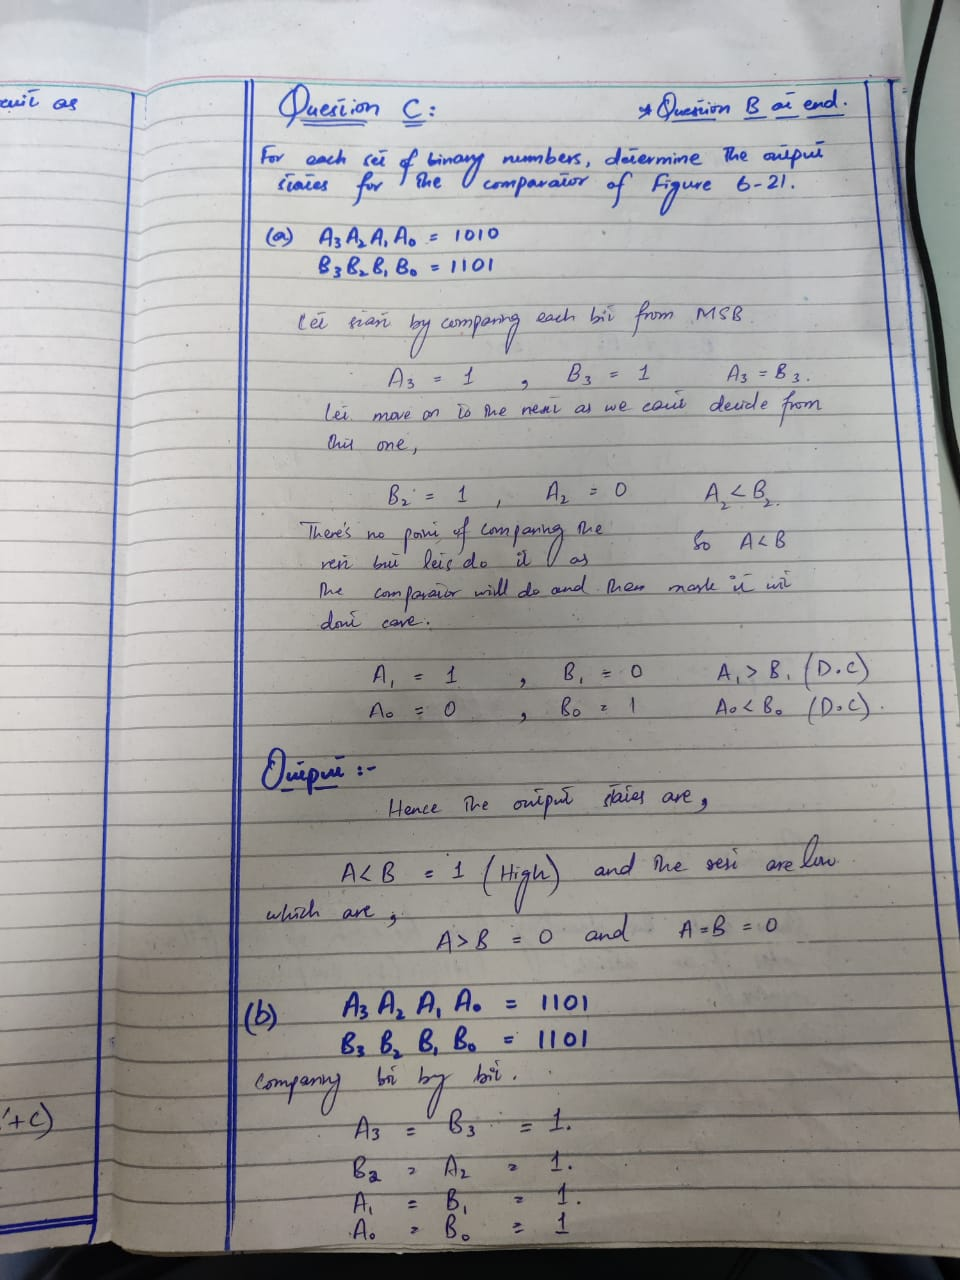 as
Question C:
* Question B at end.
For each set of binary numbers, determine the output
states for the comparator of Figure 6-21.
(a) A₃ A₂ A₁ A₀ = 1010
B₃ B₂ B₁ B₀ = 1101
Let start by comparing each bit from MSB
A₃ = 1 , B₃ = 1 A₃ = B₃.
Let move on to the next as we can't decide from
this one,
B₂ = 1 , A₂ = 0 A₂ < B₂.
There's no point of comparing the So A<B
rest but lets do it as
the comparator will do and then mark it
dont care.
A₁ = 1 , B₁ = 0 A₁ > B₁ (D.C)
A₀ = 0 , B₀ = 1 A₀ < B₀ (D.C).
Output :-
Hence the output states are,
A<B = 1 (High) and the rest are low
which are,
A>B = 0 and A=B = 0
(b) A₃ A₂ A₁ A₀ = 1101
B₃ B₂ B₁ B₀ = 1101
Comparing bit by bit.
A₃ = B₃ = 1.
B₂ = A₂ = 1.
+C)
A₁ = B₁ = 1.
A₀ = B₀ = 1